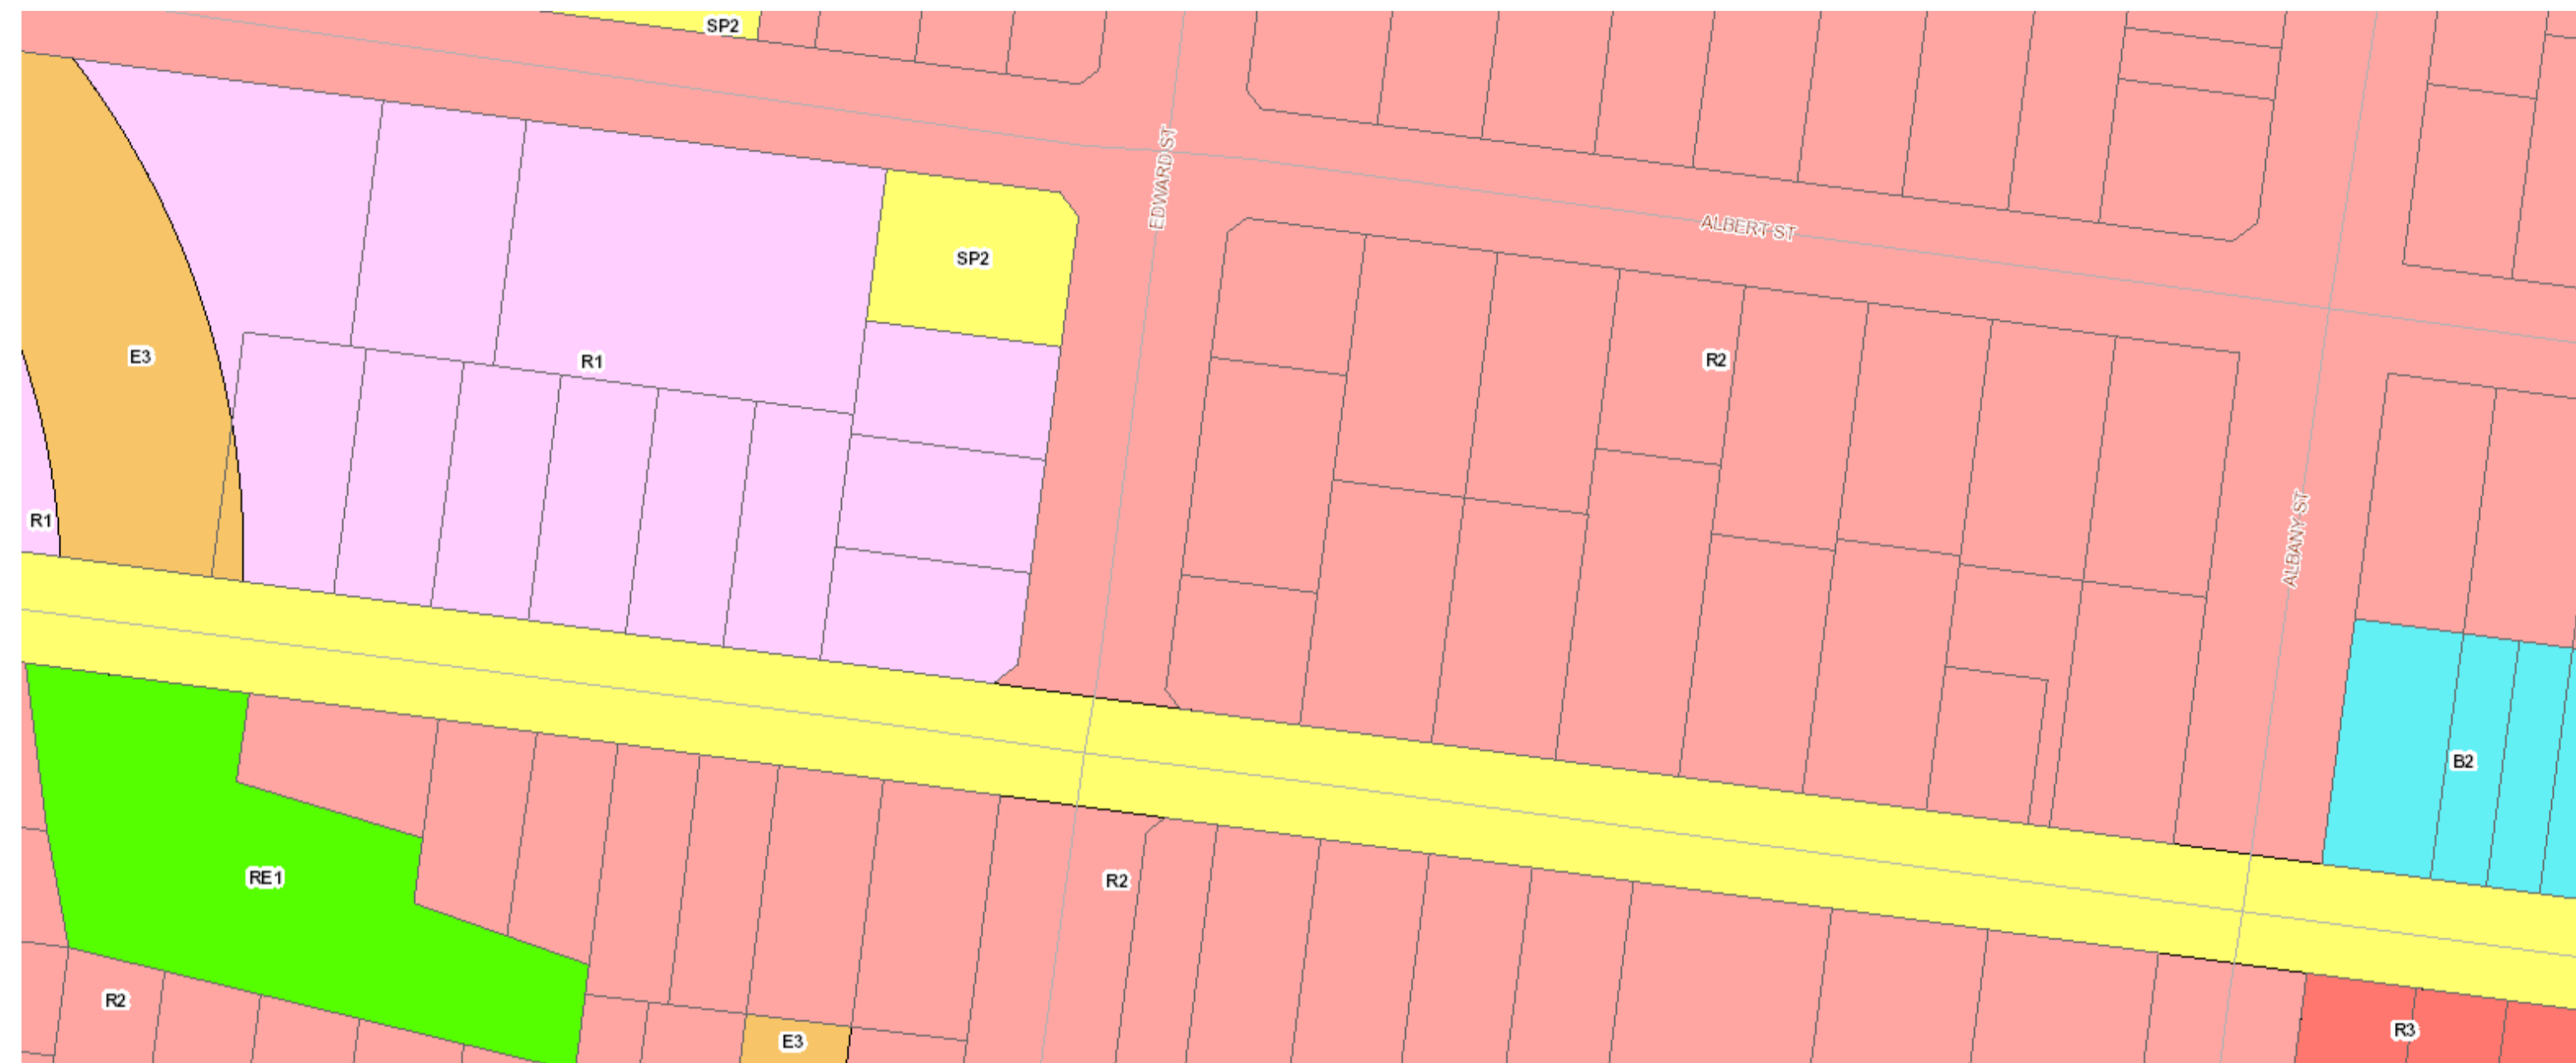 SP2
EDWARD ST
ALBERT ST
SP2
E3
R1
R2
R1
ALBANY ST
B2
RE1
R2
R2
E3
R3